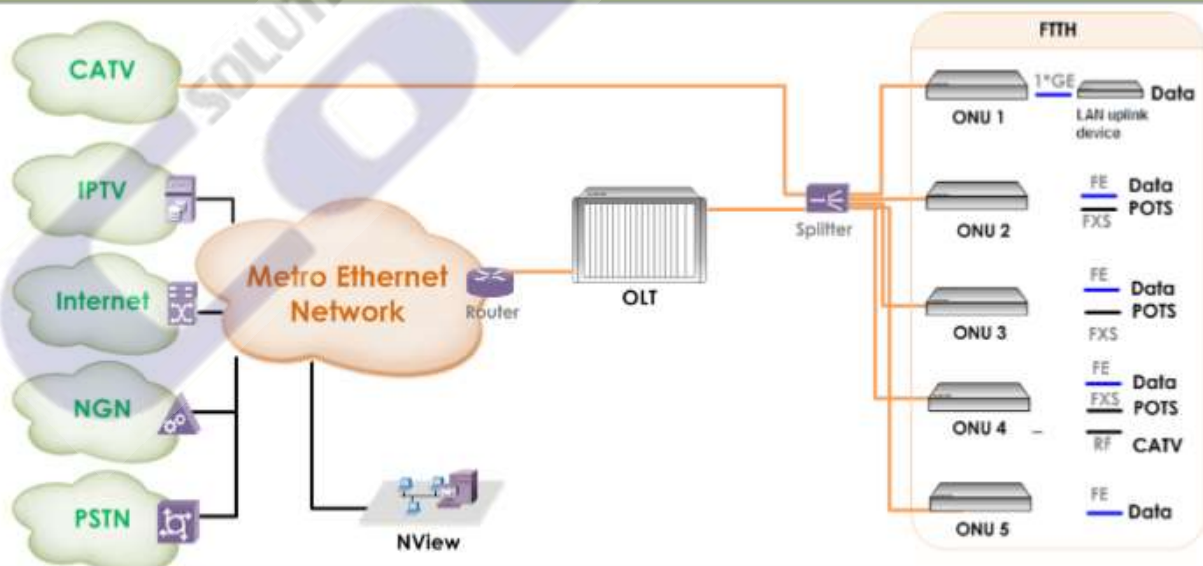 FTTH
CATV
SOLUTI
1*GE
Data
ONU 1
LAN uplink
device
IPTV
FE
Data
POTS
FXS
ONU 2
Splitter
Internet
Metro Ethernet
Network
Router
OLT
FE
Data
POTS
FXS
ONU 3
NGN
FE
Data
FXS
POTS
ONU 4
RF
CATV
PSTN
NView
FE
Data
ONU 5